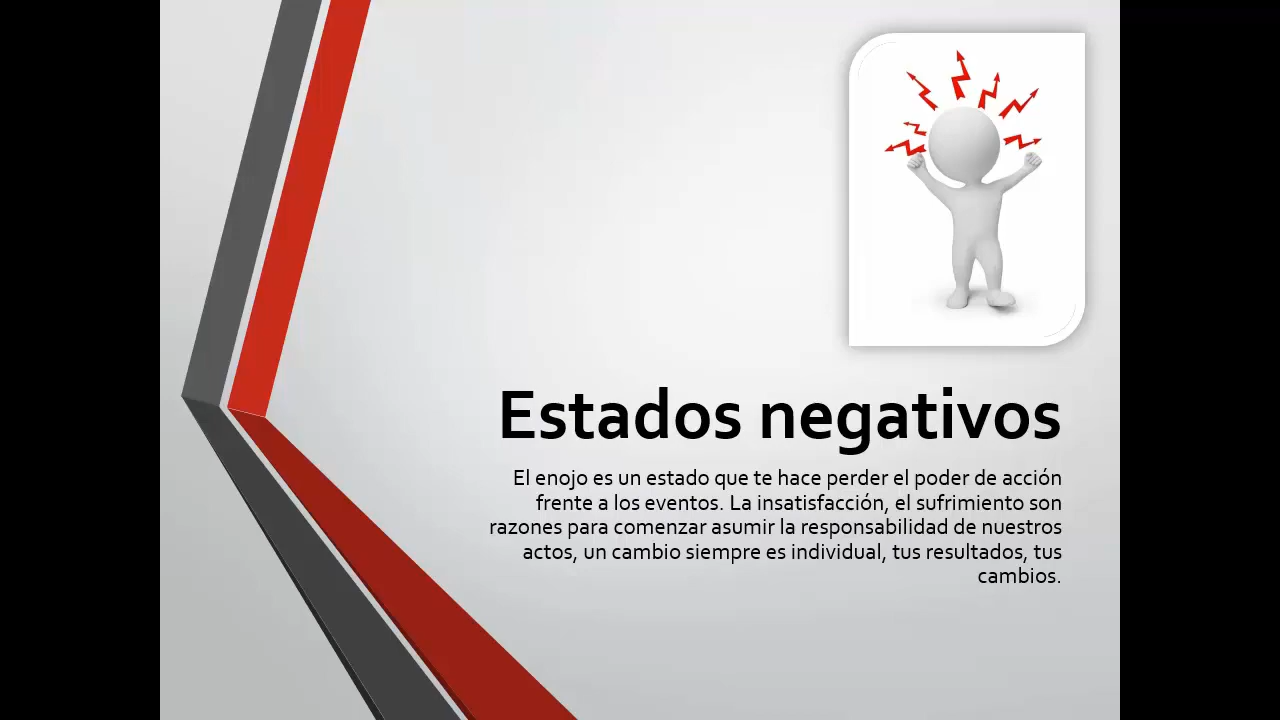 Estados negativos
El enojo es un estado que te hace perder el poder de acción
frente a los eventos. La insatisfacción, el sufrimiento son
razones para comenzar asumir la responsabilidad de nuestros
actos, un cambio siempre es individual, tus resultados, tus
cambios.